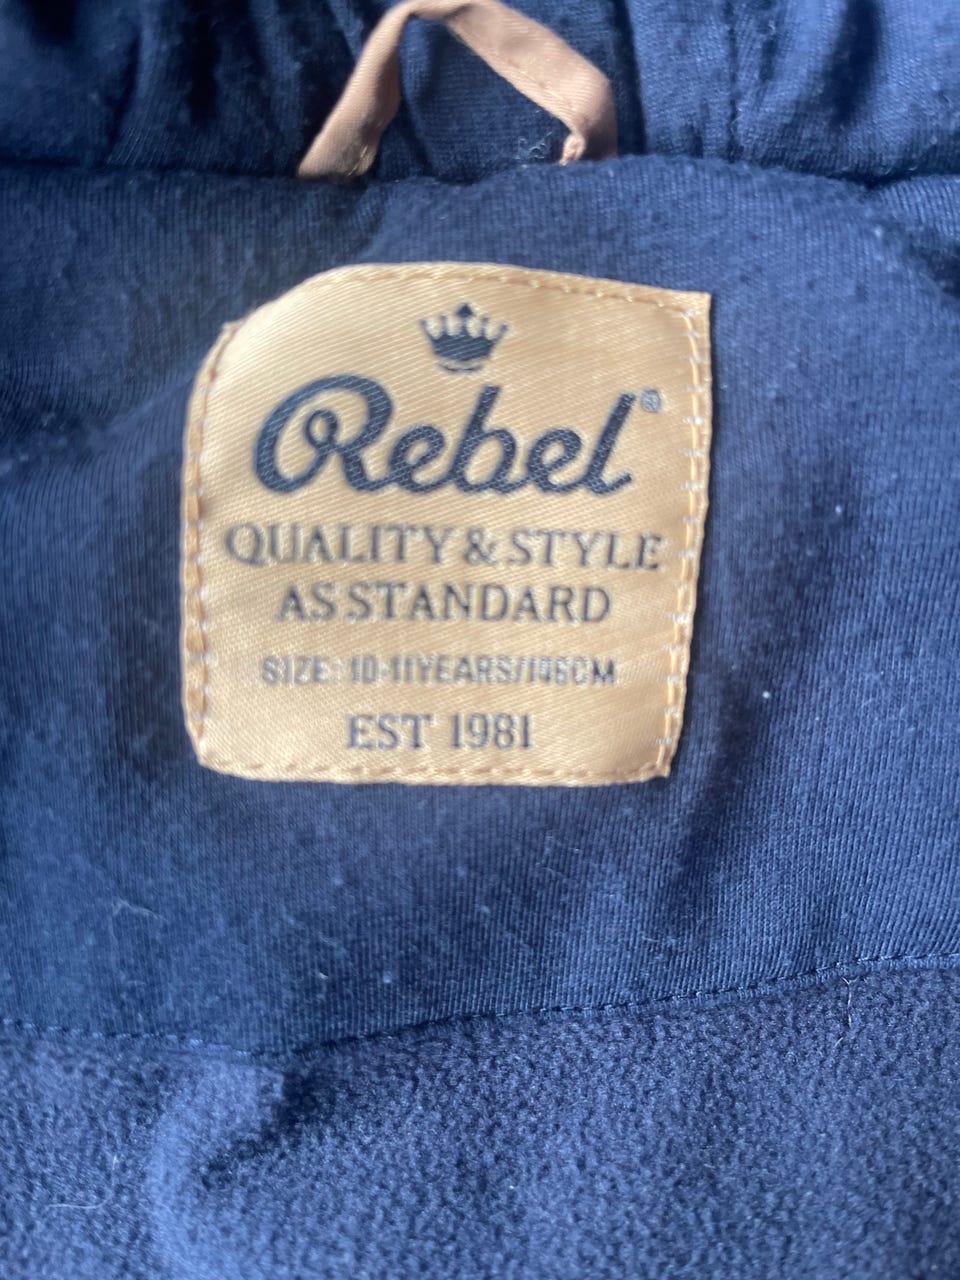 Rebel®
QUALITY & STYLE
AS STANDARD
SIZE: 10-11YEARS/146CM
EST 1981